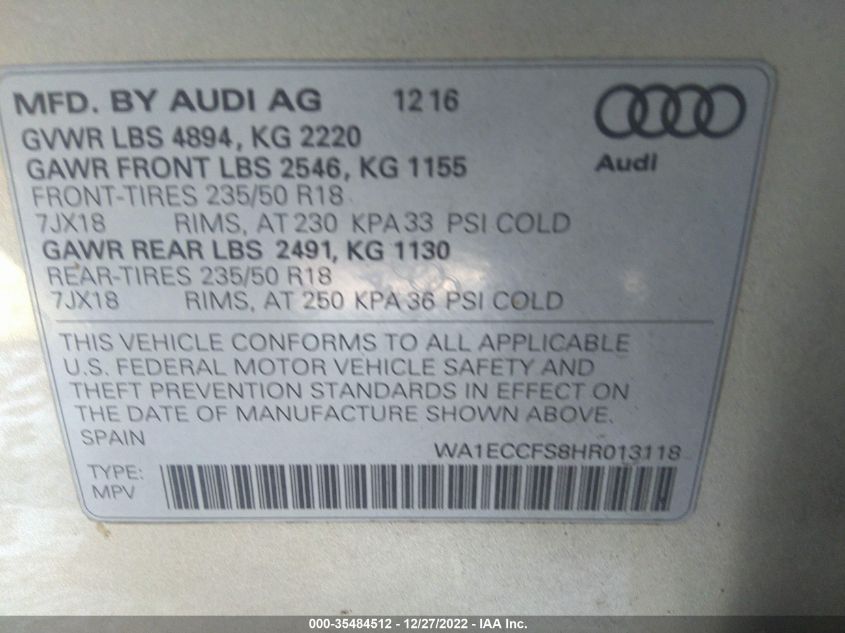 MFD. BY AUDI AG 12 16
GVWR LBS 4894, KG 2220
GAWR FRONT LBS 2546, KG 1155
FRONT-TIRES 235/50 R18
7JX18 RIMS, AT 230 KPA 33 PSI COLD
GAWR REAR LBS 2491, KG 1130
REAR-TIRES 235/50 R18
7JX18 RIMS, AT 250 KPA 36 PSI COLD
Audi
THIS VEHICLE CONFORMS TO ALL APPLICABLE
U.S. FEDERAL MOTOR VEHICLE SAFETY AND
THEFT PREVENTION STANDARDS IN EFFECT ON
THE DATE OF MANUFACTURE SHOWN ABOVE.
SPAIN
WA1ECCFS8HR013118
TYPE:
MPV
000-35484512 - 12/27/2022 - IAA Inc.